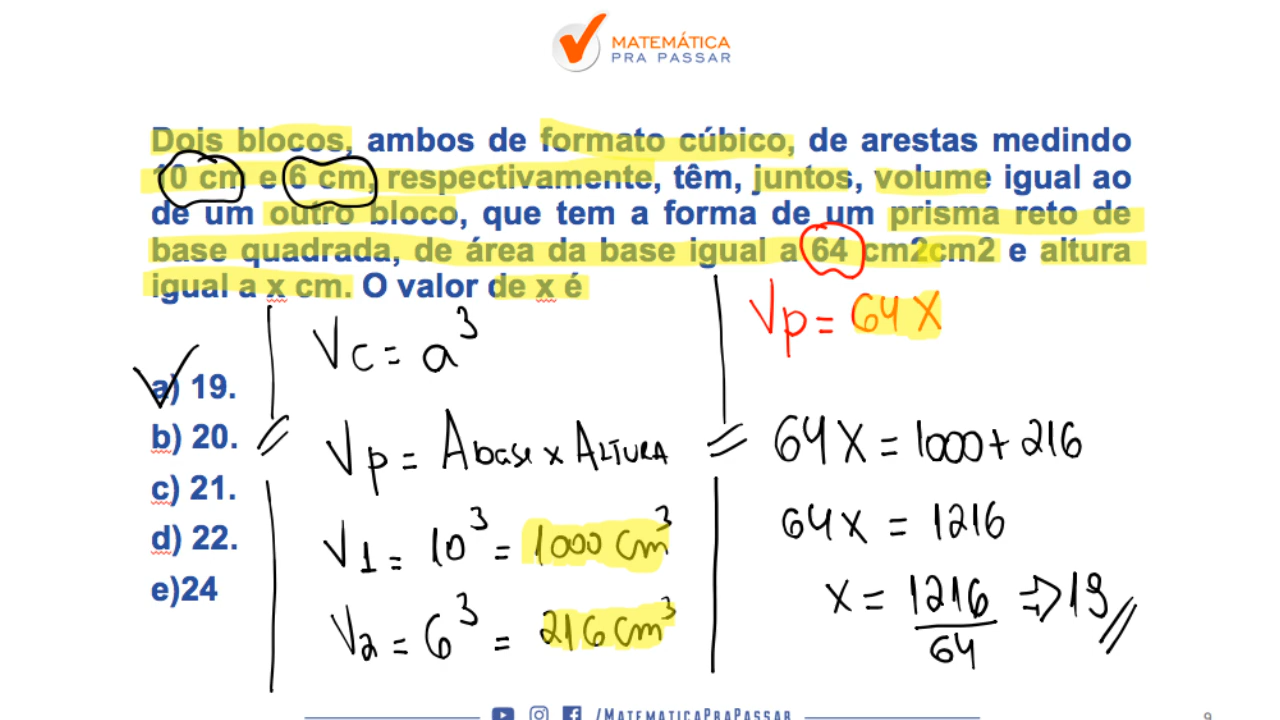 MATEMÁTICA
PRA PASSAR
Dois blocos, ambos de formato cúbico, de arestas medindo
10 cm e 6 cm, respectivamente, têm, juntos, volume igual ao
de um outro bloco, que tem a forma de um prisma reto de
base quadrada, de área da base igual a 64 cm2cm2 e altura
igual a x cm. O valor de x é
a) 19.
b) 20.
c) 21.
d) 22.
e)24
Vc = a³
Vp = Abase x ALTURA
V1 = 10³ = 1000 cm³
V2 = 6³ = 216 cm³
Vp = 64 X
64X = 1000 + 216
64X = 1216
X = 1216/64 ⇒ 19 //
/MATEMATICAPRAPASSAR
9